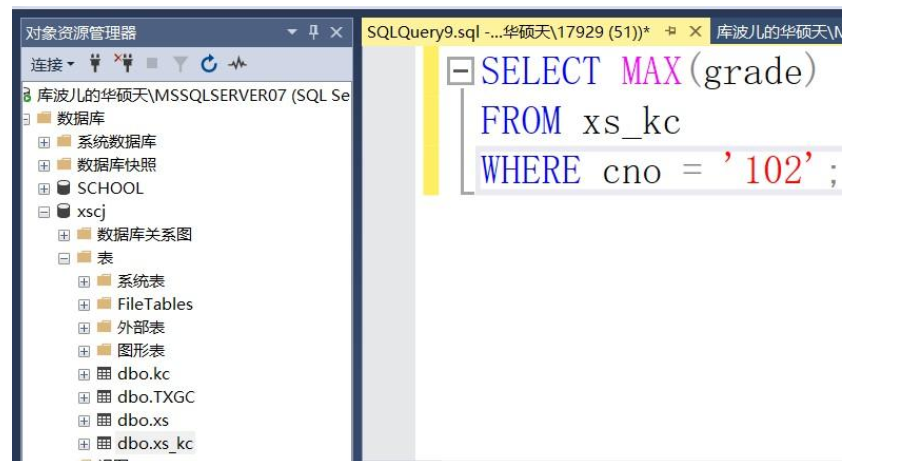 对象资源管理器
连接
库波儿的华硕天\MSSQLSERVER07 (SQL Se
数据库
系统数据库
数据库快照
SCHOOL
xscj
数据库关系图
表
系统表
FileTables
外部表
图形表
dbo.kc
dbo.TXGC
dbo.xs
dbo.xs_kc
SQLQuery9.sql -...华硕天\17929 (51))*
库波儿的华硕天\M
SELECT MAX(grade)
FROM xs_kc
WHERE cno = '102';